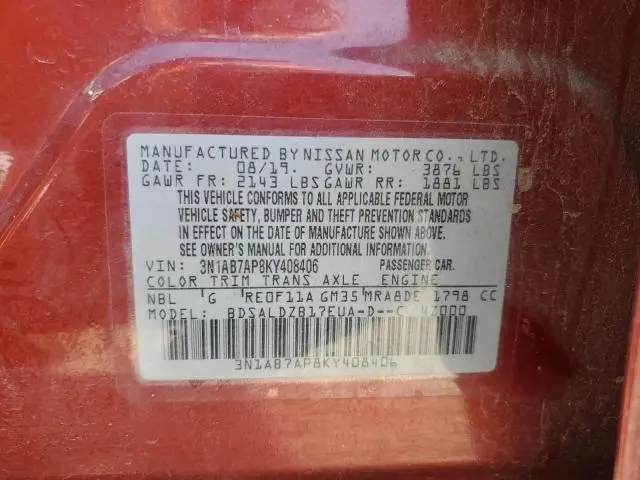 MANUFACTURED BY NISSAN MOTOR CO., LTD.
DATE: 08/19. GVWR: 3876 LBS
GAWR FR: 2143 LBS GAWR RR: 1881 LBS
THIS VEHICLE CONFORMS TO ALL APPLICABLE FEDERAL MOTOR
VEHICLE SAFETY, BUMPER AND THEFT PREVENTION STANDARDS
IN EFFECT ON THE DATE OF MANUFACTURE SHOWN ABOVE.
SEE OWNER'S MANUAL FOR ADDITIONAL INFORMATION.
VIN: 3N1AB7AP8KY408406 PASSENGER CAR.
COLOR TRIM TRANS AXLE ENGINE
NBL G RE0F11A GM35 MRA8DE 1798 CC
MODEL: BDSALDZB17EUA-D--C 4Z000
3N1AB7AP8KY408406